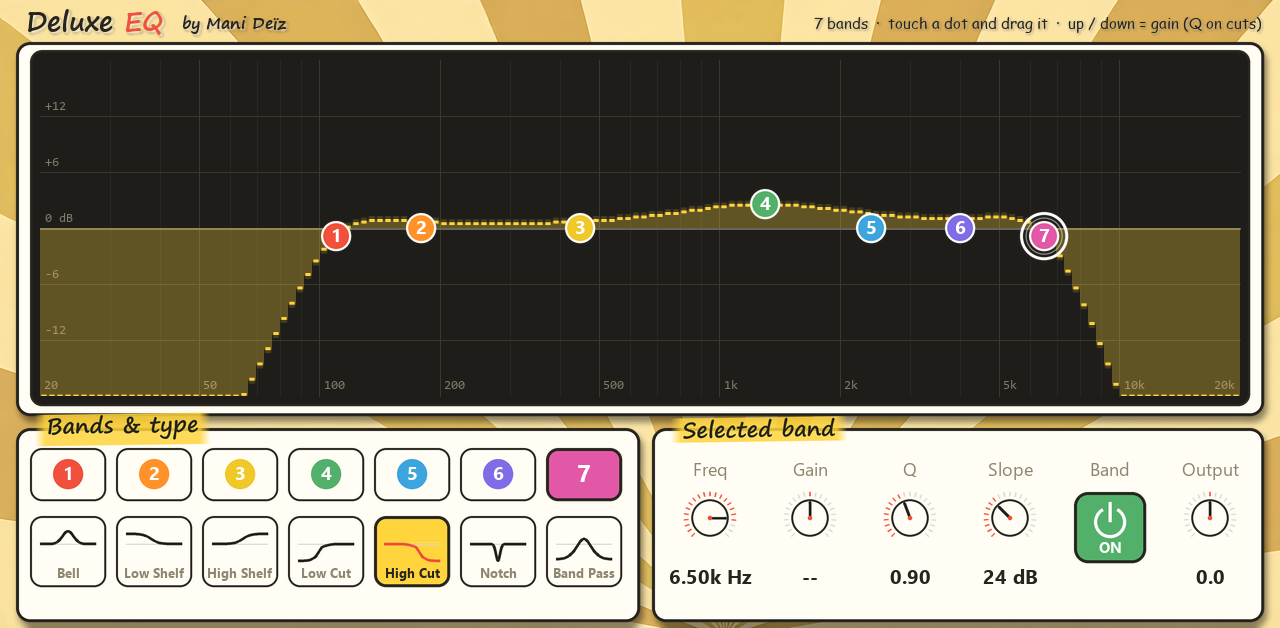 Deluxe EQ by Mani Deïz
7 bands · touch a dot and drag it · up / down = gain (Q on cuts)
+12
+6
0 dB
-6
-12
1 2 3 4 5 6 7
20 50 100 200 500 1k 2k 5k 10k 20k
Bands & type
1 2 3 4 5 6 7
Bell Low Shelf High Shelf Low Cut High Cut Notch Band Pass
Selected band
Freq Gain Q Slope Band Output
ON
6.50k Hz -- 0.90 24 dB 0.0